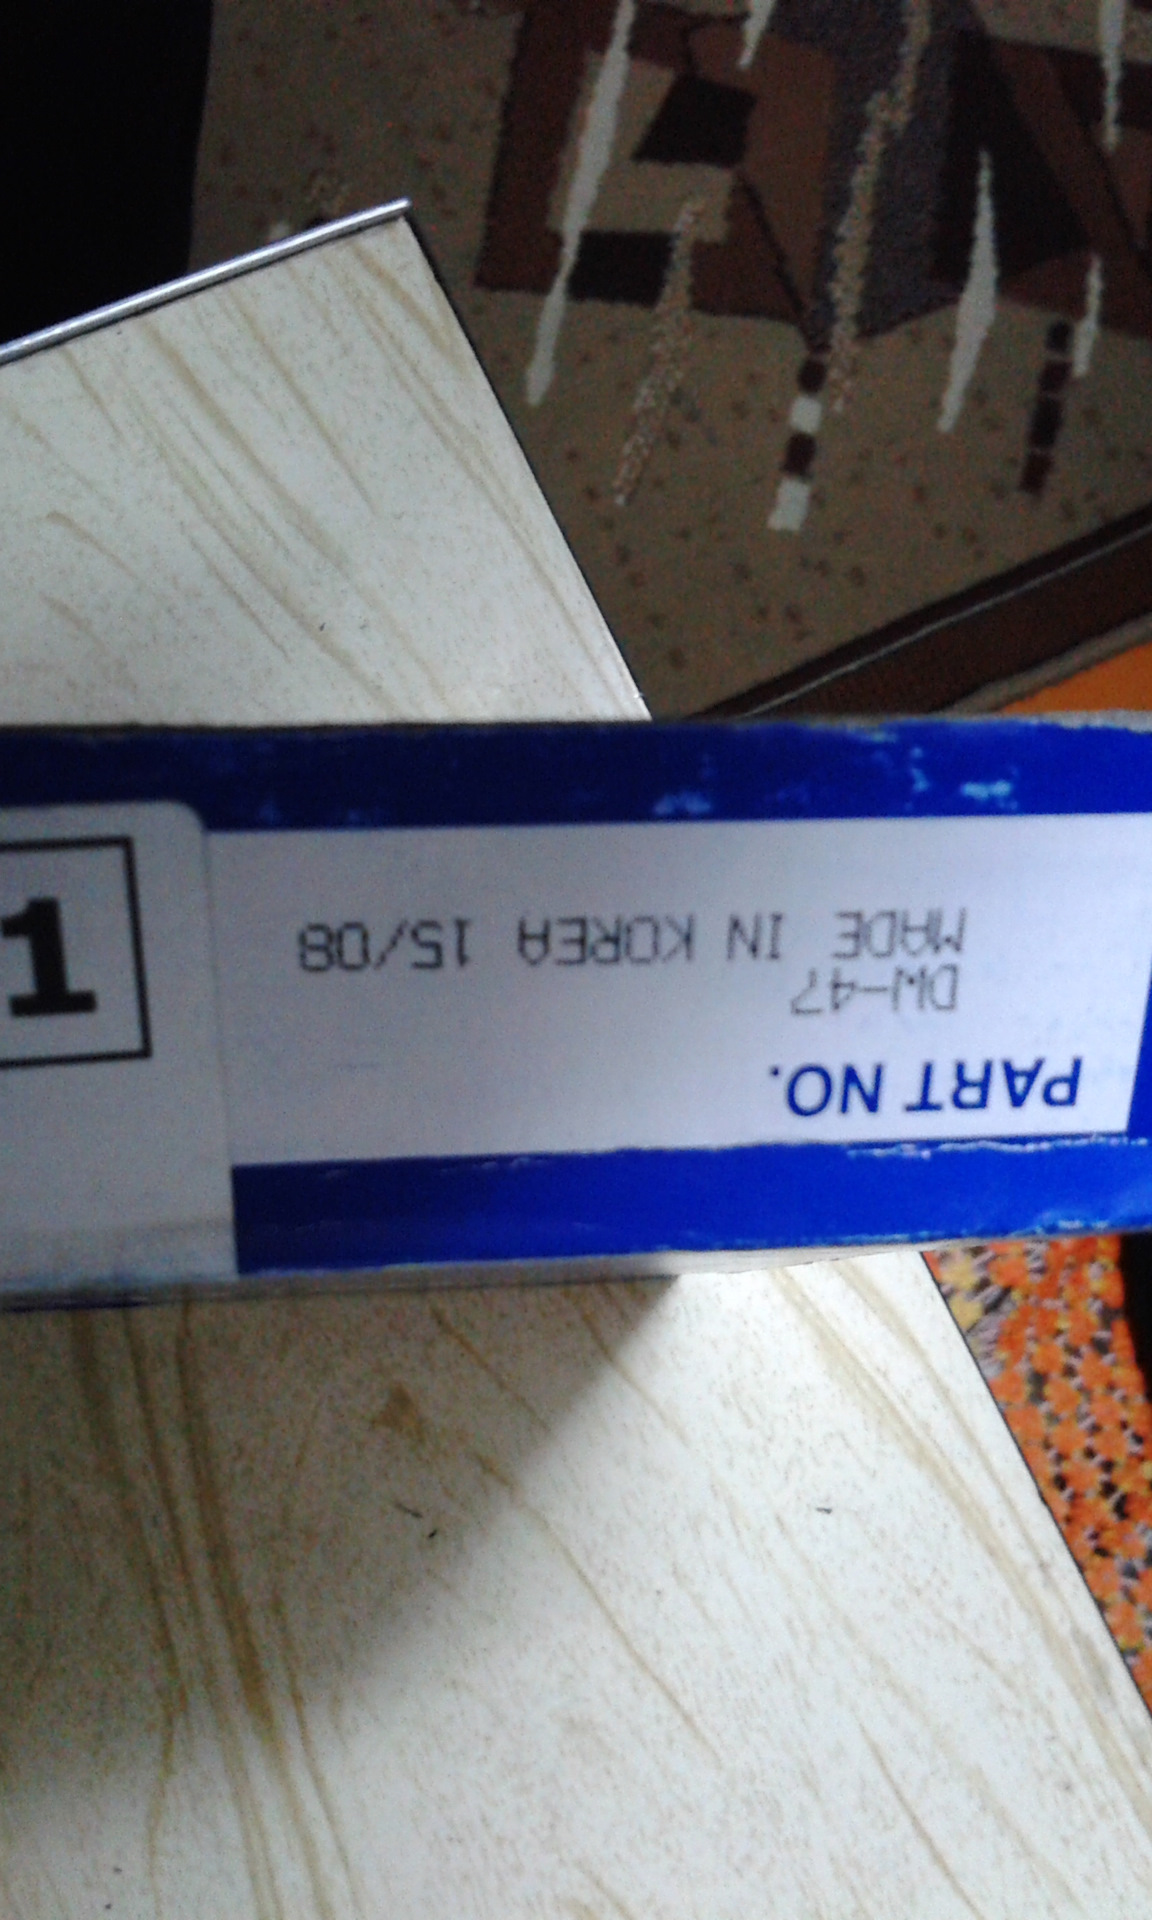 PART NO.
DW-47
MADE IN KOREA 15/08
1